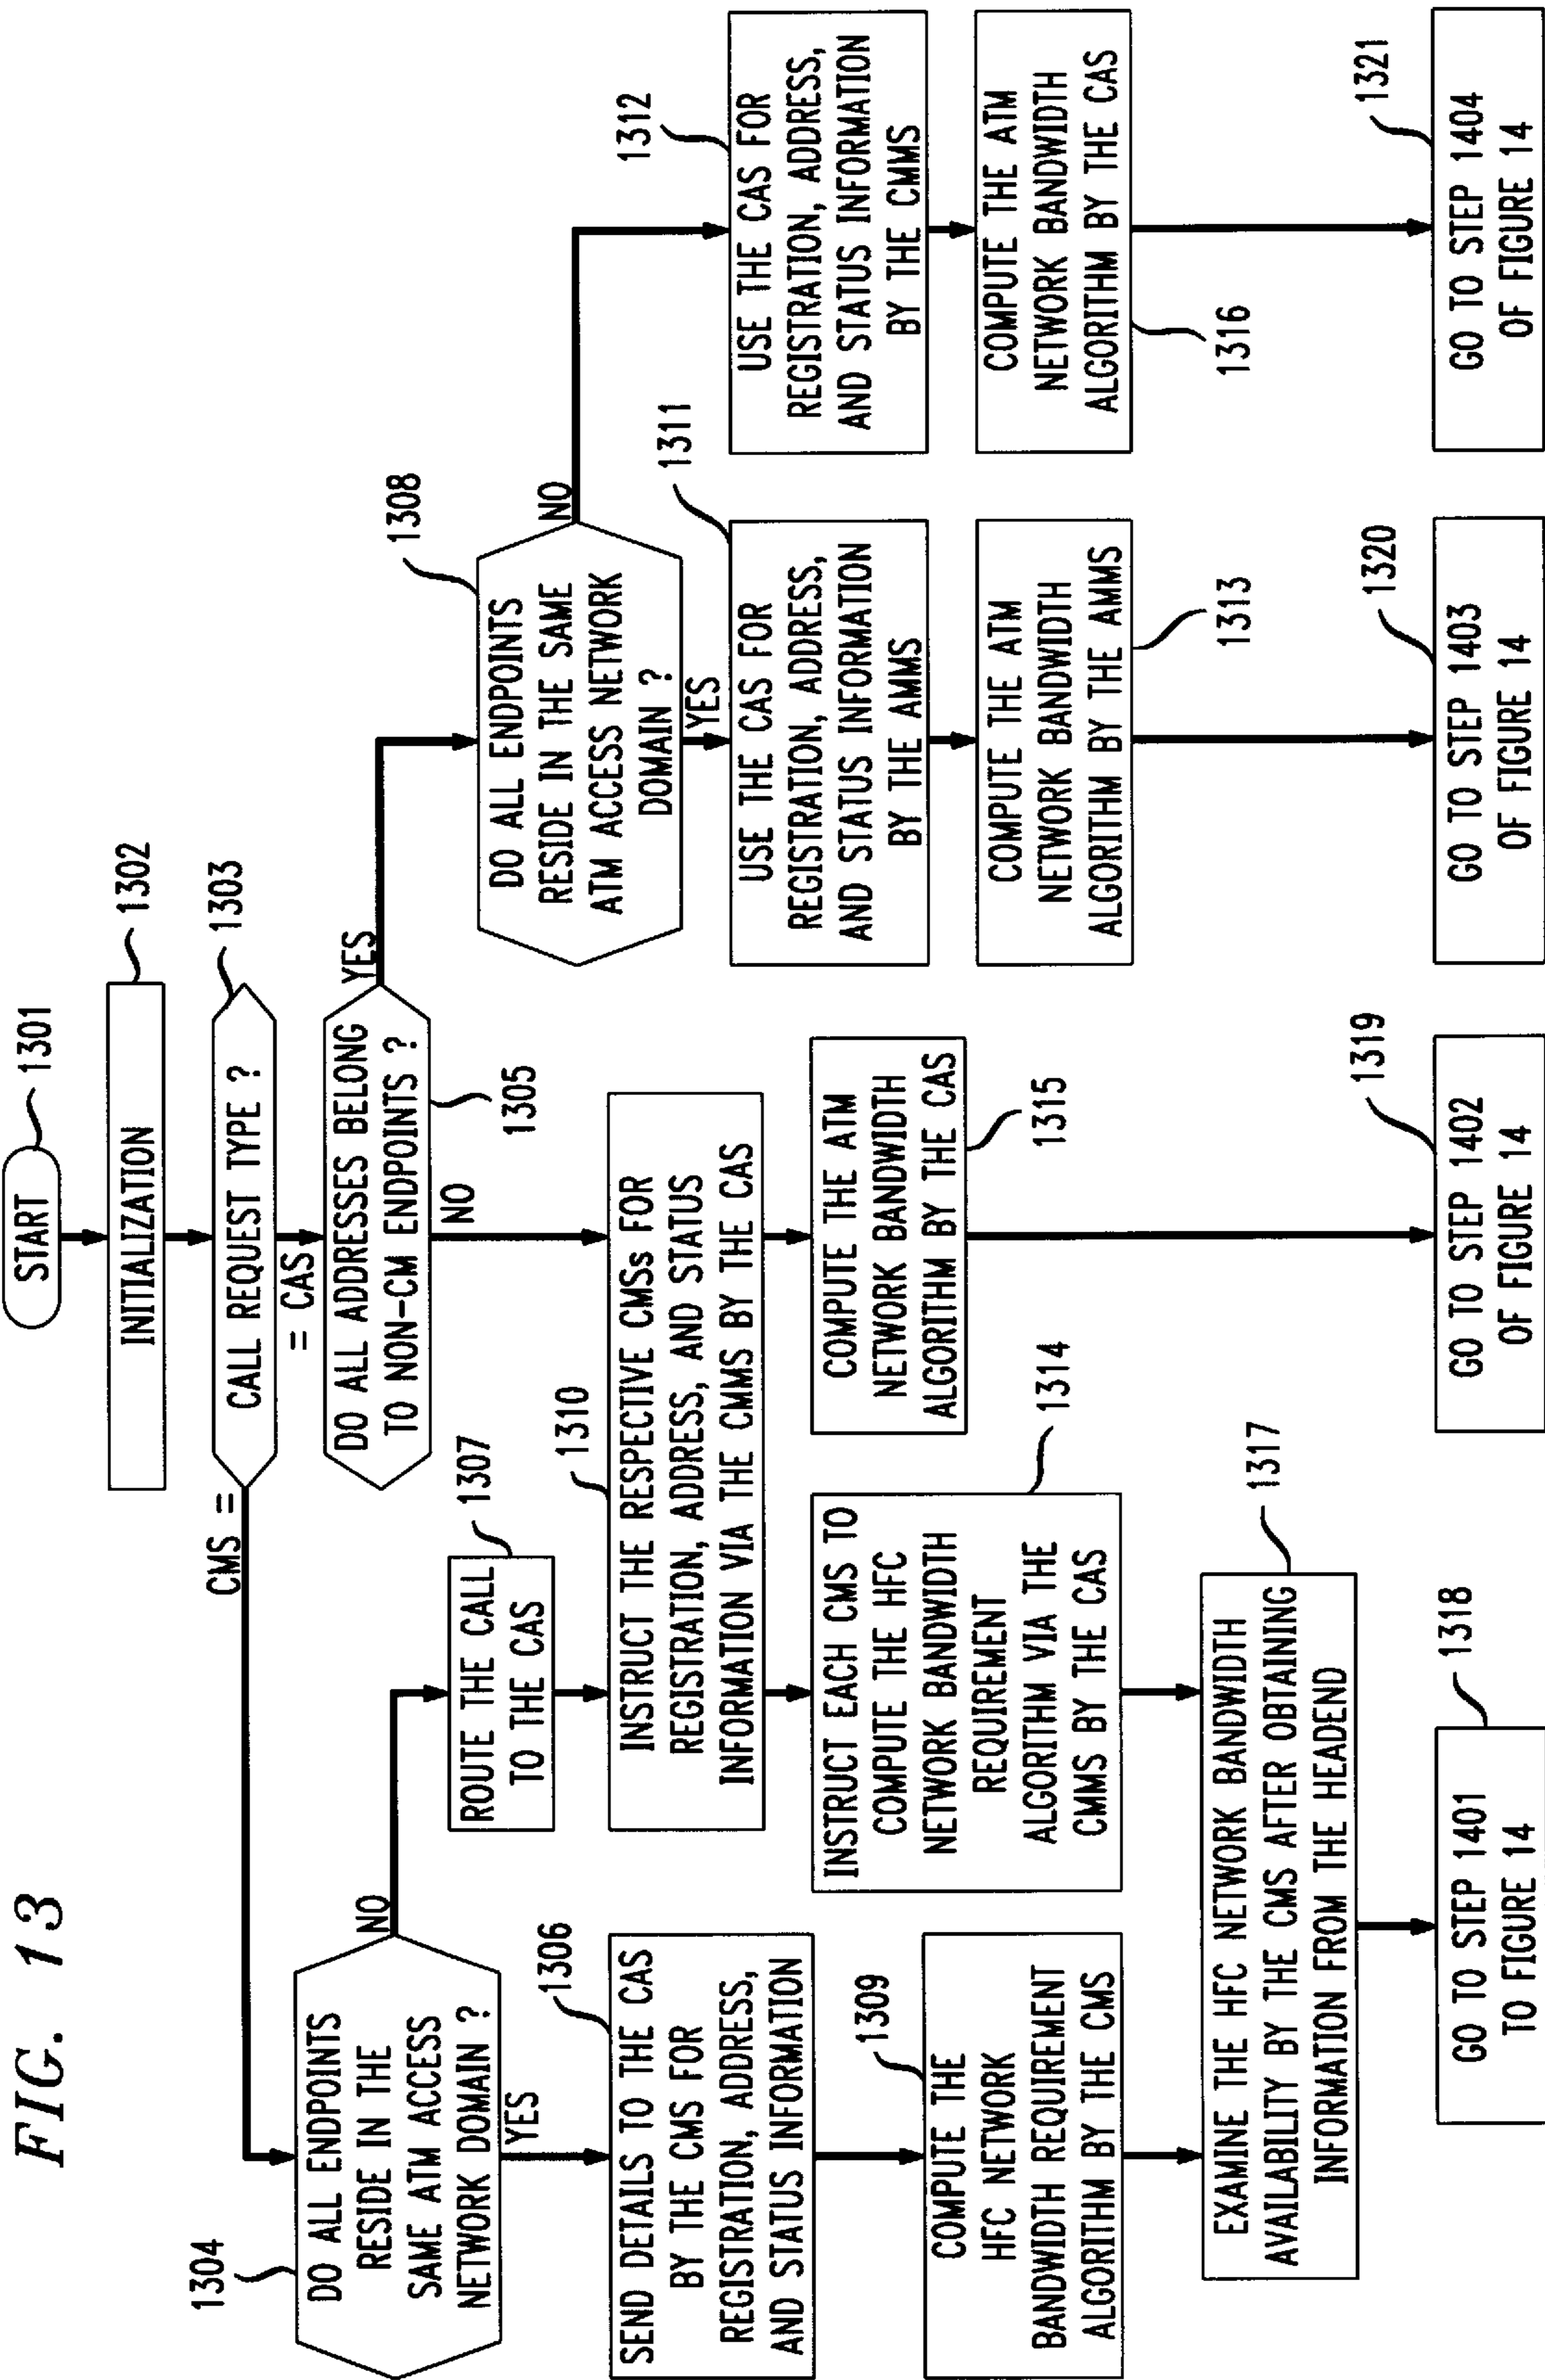 FIG. 13
START
1301
INITIALIZATION
1302
CALL REQUEST TYPE ?
1303
CMS =
= CAS
DO ALL ENDPOINTS
RESIDE IN THE
SAME ATM ACCESS
NETWORK DOMAIN ?
1304
NO
YES
DO ALL ADDRESSES BELONG
TO NON-CM ENDPOINTS ?
1305
YES
NO
SEND DETAILS TO THE CAS
BY THE CMS FOR
REGISTRATION, ADDRESS,
AND STATUS INFORMATION
1306
ROUTE THE CALL
TO THE CAS
1307
DO ALL ENDPOINTS
RESIDE IN THE SAME
ATM ACCESS NETWORK
DOMAIN ?
1308
NO
YES
COMPUTE THE
HFC NETWORK
BANDWIDTH REQUIREMENT
ALGORITHM BY THE CMS
1309
INSTRUCT THE RESPECTIVE CMSs FOR
REGISTRATION, ADDRESS, AND STATUS
INFORMATION VIA THE CMMS BY THE CAS
1310
USE THE CAS FOR
REGISTRATION, ADDRESS,
AND STATUS INFORMATION
BY THE AMMS
1311
USE THE CAS FOR
REGISTRATION, ADDRESS,
AND STATUS INFORMATION
BY THE CMMS
1312
COMPUTE THE ATM
NETWORK BANDWIDTH
ALGORITHM BY THE AMMS
1313
INSTRUCT EACH CMS TO
COMPUTE THE HFC
NETWORK BANDWIDTH
REQUIREMENT
ALGORITHM VIA THE
CMMS BY THE CAS
1314
COMPUTE THE ATM
NETWORK BANDWIDTH
ALGORITHM BY THE CAS
1315
COMPUTE THE ATM
NETWORK BANDWIDTH
ALGORITHM BY THE CAS
1316
EXAMINE THE HFC NETWORK BANDWIDTH
AVAILABILITY BY THE CMS AFTER OBTAINING
INFORMATION FROM THE HEADEND
1317
GO TO STEP 1401
TO FIGURE 14
1318
GO TO STEP 1402
OF FIGURE 14
1319
GO TO STEP 1403
OF FIGURE 14
1320
GO TO STEP 1404
OF FIGURE 14
1321